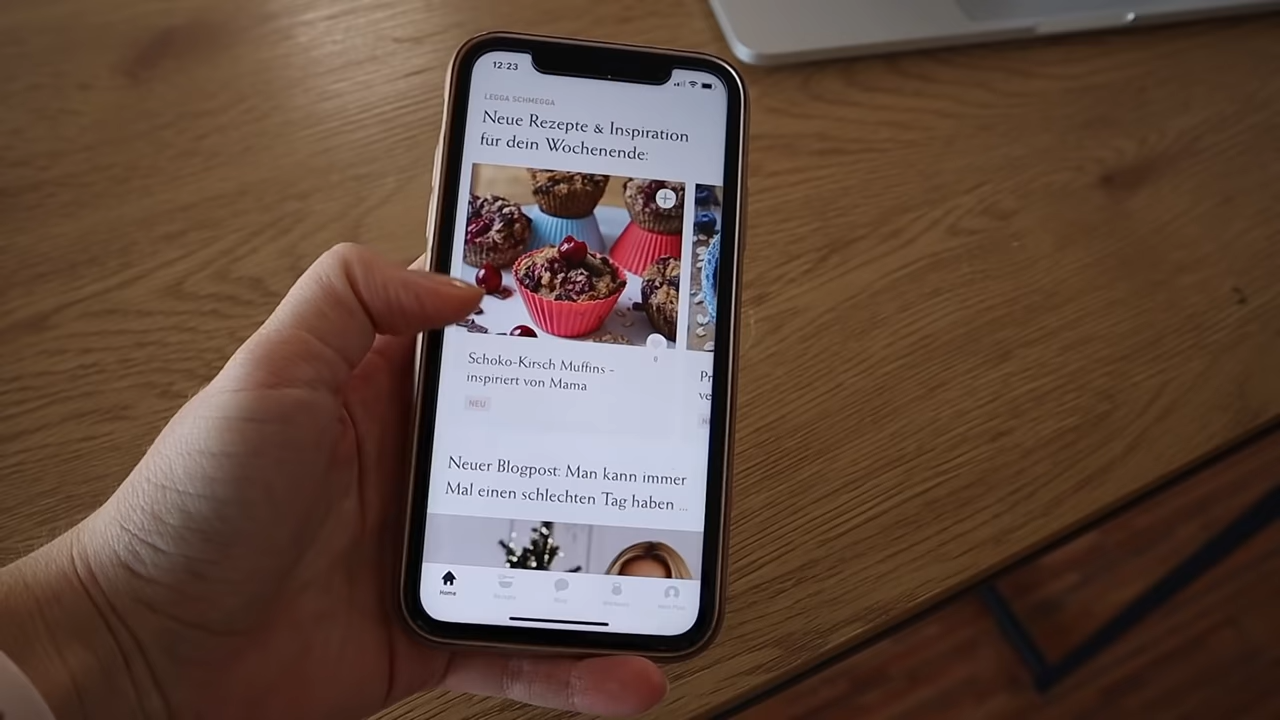 12:23
LEGGA SCHMEGGA
Neue Rezepte & Inspiration
für dein Wochenende:
0
Schoko-Kirsch Muffins -
inspiriert von Mama
NEU
Neuer Blogpost: Man kann immer
Mal einen schlechten Tag haben ...
Home